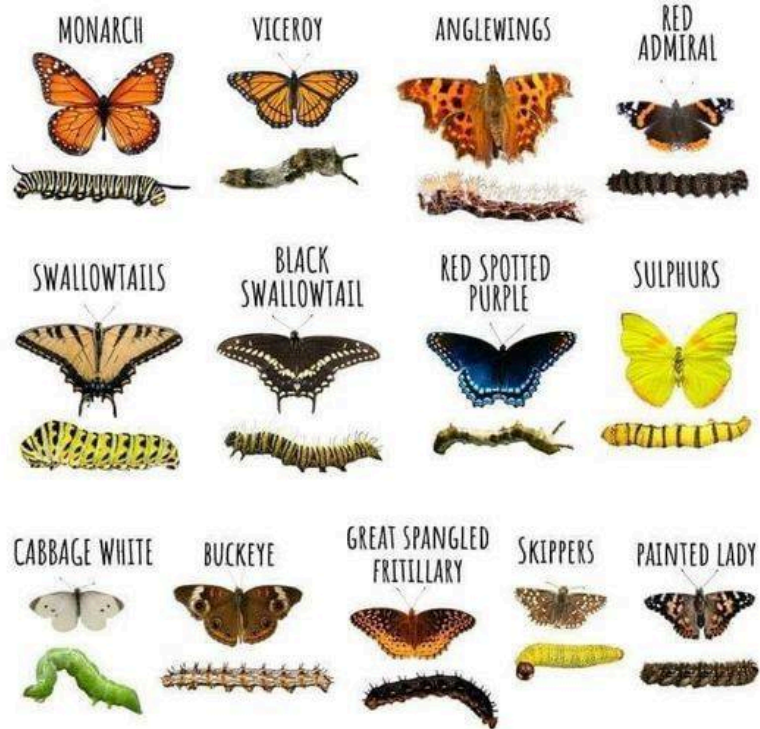 MONARCH
VICEROY
ANGLEWINGS
RED
ADMIRAL
SWALLOWTAILS
BLACK
SWALLOWTAIL
RED SPOTTED
PURPLE
SULPHURS
CABBAGE WHITE
BUCKEYE
GREAT SPANGLED
FRITILLARY
SKIPPERS
PAINTED LADY